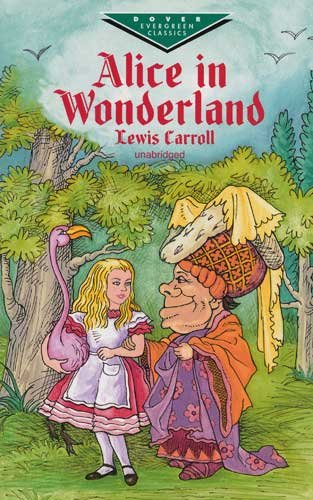 DOVER
EVERGREEN
CLASSICS
Alice in
Wonderland
Lewis Carroll
unabridged